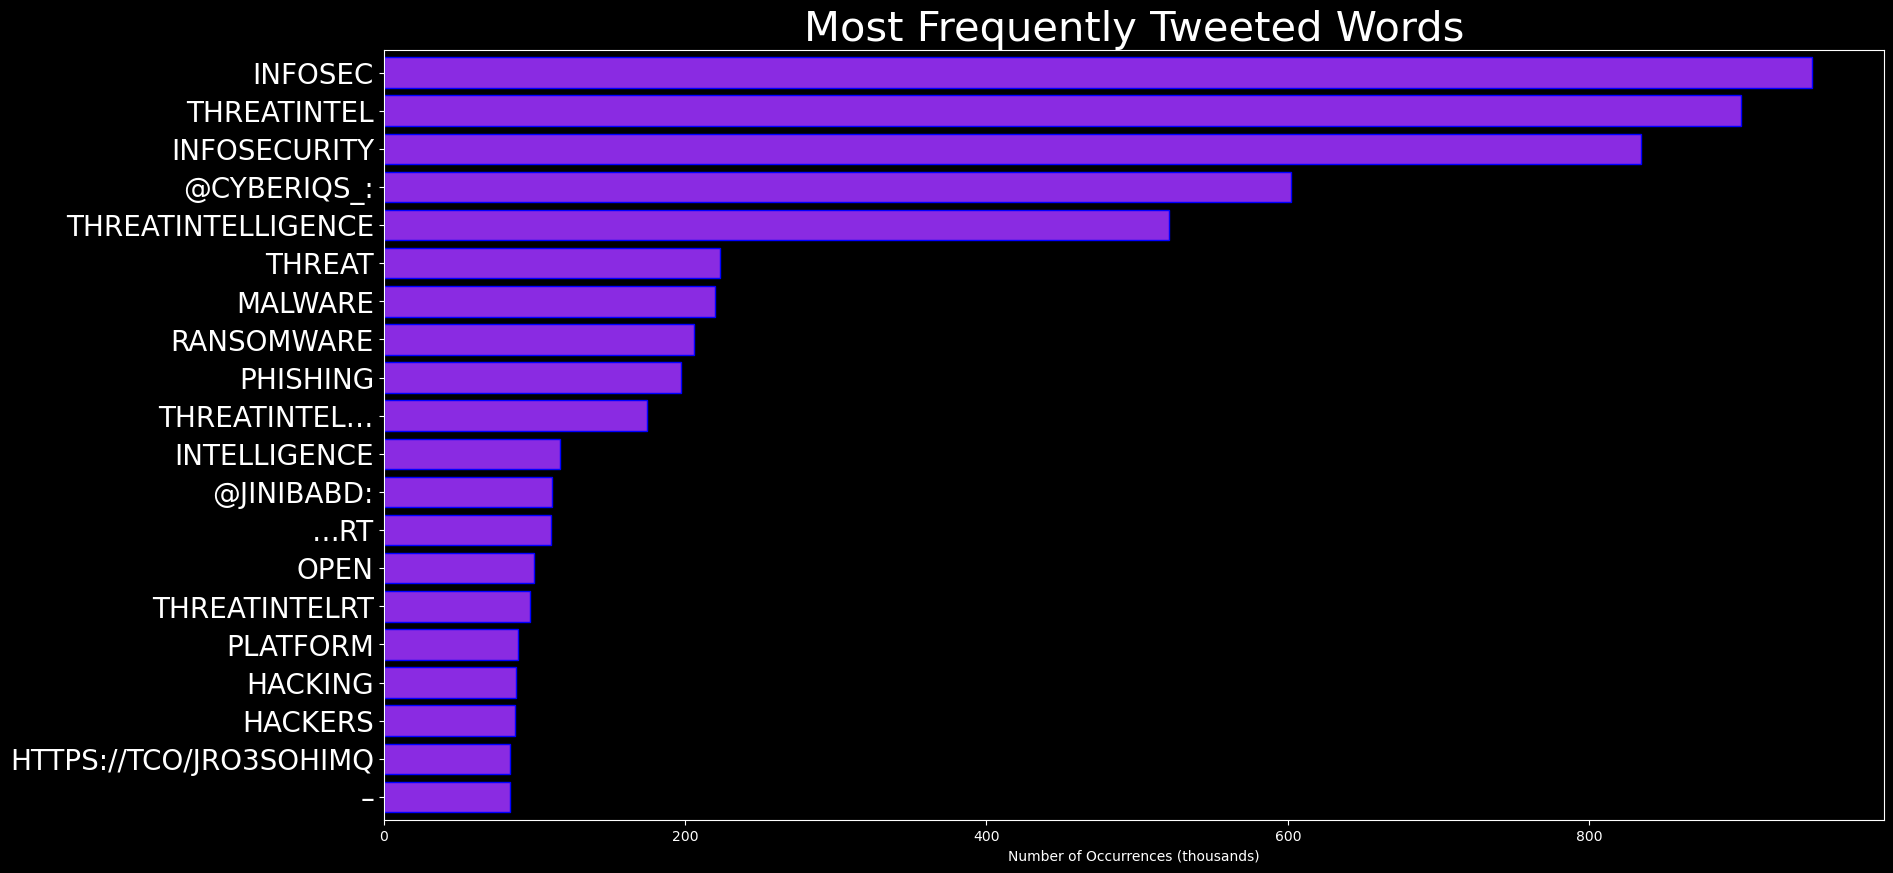 Most Frequently Tweeted Words
INFOSEC
THREATINTEL
INFOSECURITY
@CYBERIQS_:
THREATINTELLIGENCE
THREAT
MALWARE
RANSOMWARE
PHISHING
THREATINTEL…
INTELLIGENCE
@JINIBABD:
…RT
OPEN
THREATINTELRT
PLATFORM
HACKING
HACKERS
HTTPS://TCO/JRO3SOHIMQ
–
0 200 400 600 800
Number of Occurrences (thousands)